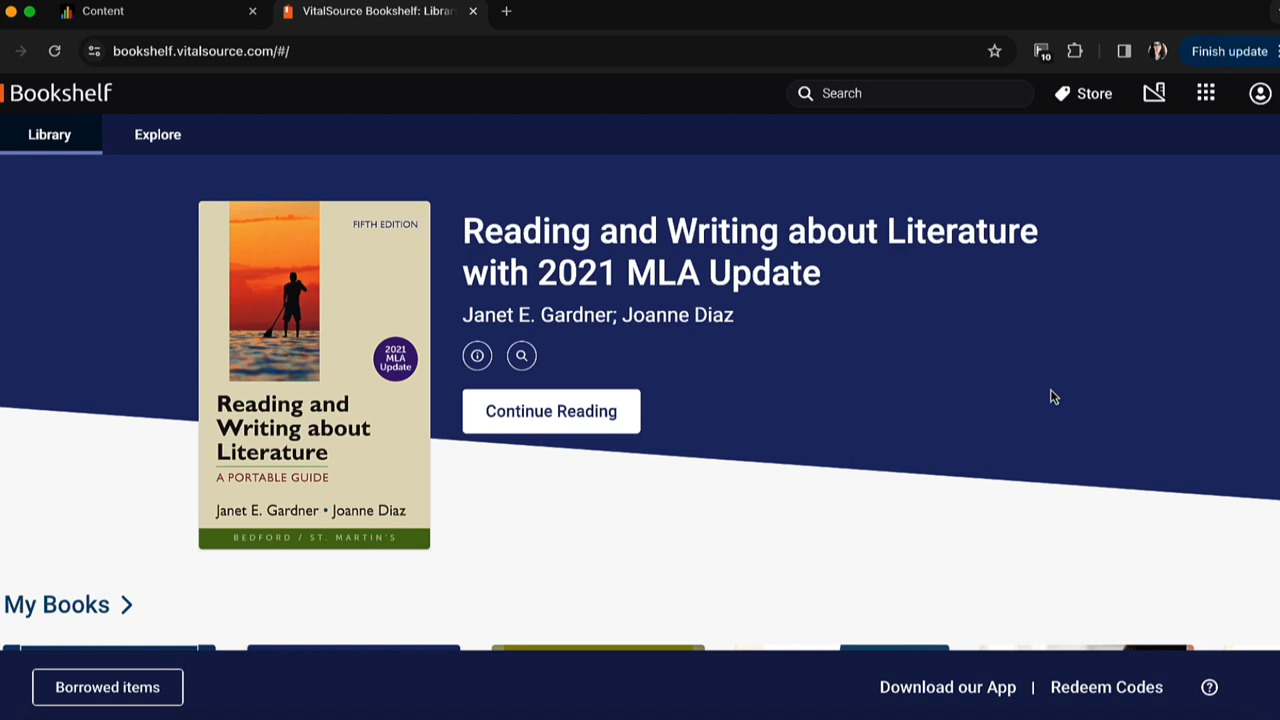 Content
VitalSource Bookshelf: Librar
bookshelf.vitalsource.com/#/
10
Finish update
Bookshelf
Search
Store
Library
Explore
FIFTH EDITION
2021
MLA
Update
Reading and
Writing about
Literature
A PORTABLE GUIDE
Janet E. Gardner • Joanne Diaz
BEDFORD / ST. MARTIN'S
Reading and Writing about Literature
with 2021 MLA Update
Janet E. Gardner; Joanne Diaz
Continue Reading
My Books
Borrowed items
Download our App | Redeem Codes